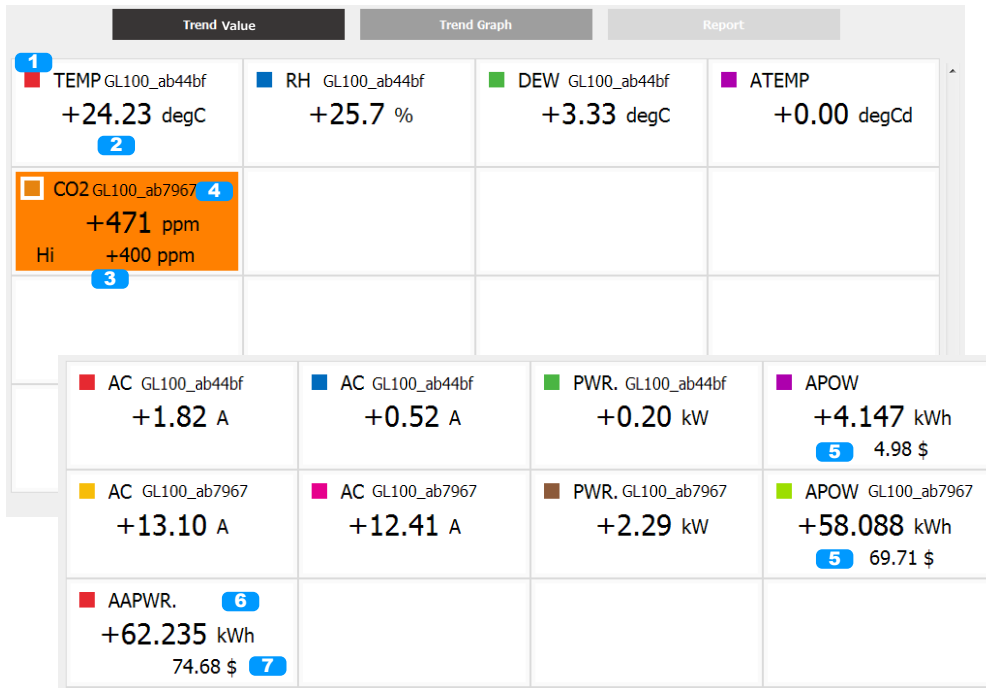 Trend Value Trend Graph Report
1
TEMP GL100_ab44bf RH GL100_ab44bf DEW GL100_ab44bf ATEMP
+24.23 degC +25.7 % +3.33 degC +0.00 degCd
2
CO2 GL100_ab7967 4
+471 ppm
Hi +400 ppm
3
AC GL100_ab44bf AC GL100_ab44bf PWR. GL100_ab44bf APOW
+1.82 A +0.52 A +0.20 kW +4.147 kWh
5 4.98 $
AC GL100_ab7967 AC GL100_ab7967 PWR. GL100_ab7967 APOW GL100_ab7967
+13.10 A +12.41 A +2.29 kW +58.088 kWh
5 69.71 $
AAPWR. 6
+62.235 kWh
74.68 $ 7